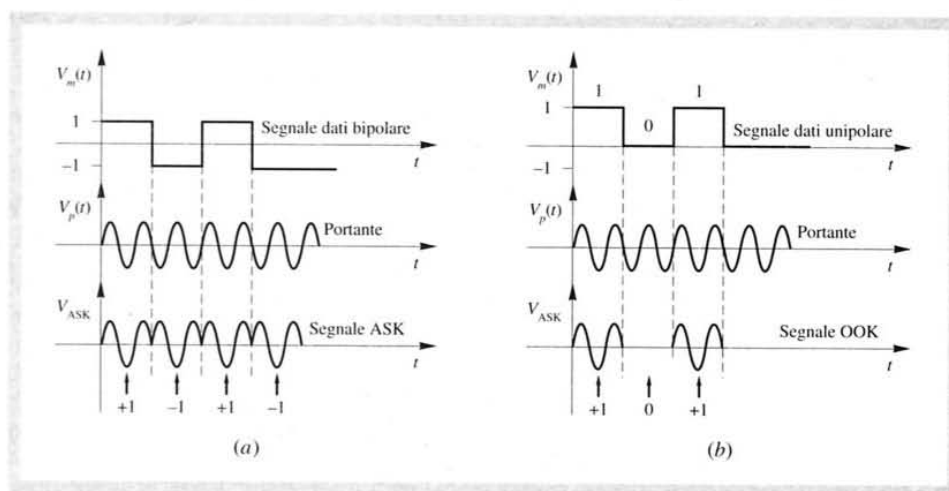 V_m(t)
1
-1
Segnale dati bipolare
t
V_p(t)
Portante
t
V_ASK
Segnale ASK
t
+1 -1 +1 -1
(a)
V_m(t)
1 1
1
0
Segnale dati unipolare
-1
t
V_p(t)
Portante
t
V_ASK
Segnale OOK
t
+1 0 +1
(b)